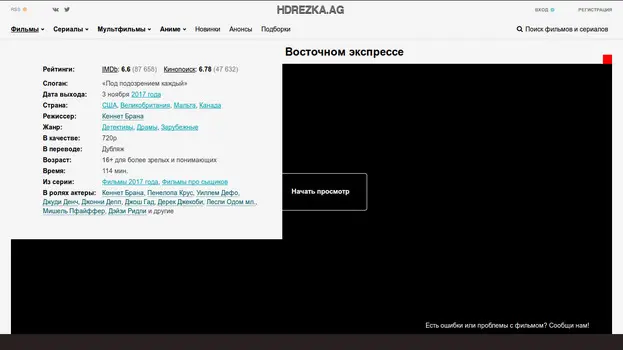 RSS
HDREZKA.AG
ВХОД
РЕГИСТРАЦИЯ
Фильмы Сериалы Мультфильмы Аниме Новинки Анонсы Подборки
Поиск фильмов и сериалов
Восточном экспрессе
Рейтинги: IMDb: 6.6 (87 658) Кинопоиск: 6.78 (47 632)
Слоган: «Под подозрением каждый»
Дата выхода: 3 ноября 2017 года
Страна: США, Великобритания, Мальта, Канада
Режиссер: Кеннет Брана
Жанр: Детективы, Драмы, Зарубежные
В качестве: 720p
В переводе: Дубляж
Возраст: 16+ для более зрелых и понимающих
Время: 114 мин.
Из серии: Фильмы 2017 года, Фильмы про сыщиков
В ролях актеры: Кеннет Брана, Пенелопа Крус, Уиллем Дефо,
Джуди Денч, Джонни Депп, Джош Гад, Дерек Джекоби, Лесли Одом мл.,
Мишель Пфайффер, Дэйзи Ридли и другие
Начать просмотр
Есть ошибки или проблемы с фильмом? Сообщи нам!